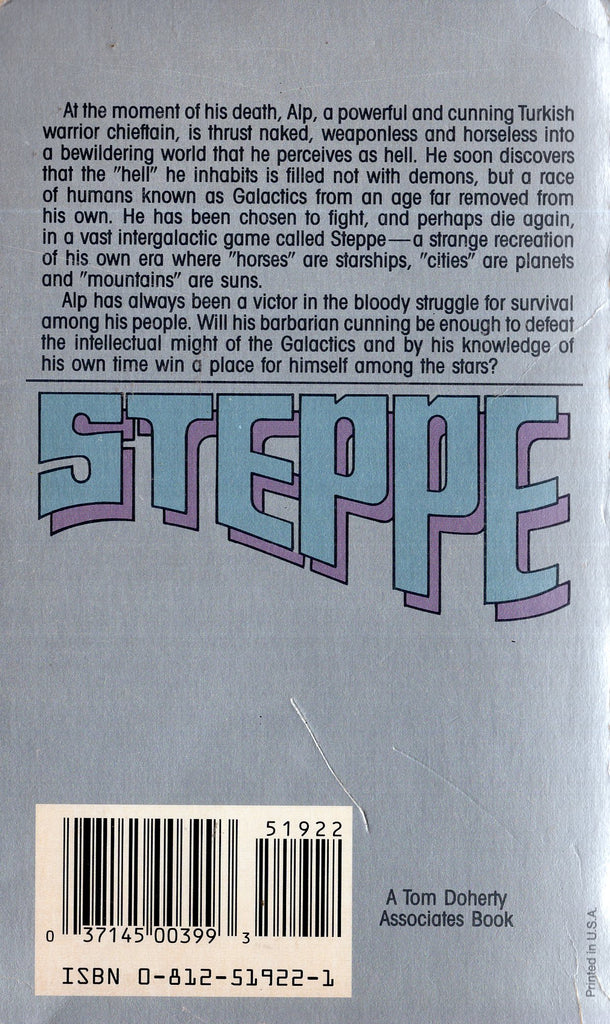 At the moment of his death, Alp, a powerful and cunning Turkish
warrior chieftain, is thrust naked, weaponless and horseless into
a bewildering world that he perceives as hell. He soon discovers
that the "hell" he inhabits is filled not with demons, but a race
of humans known as Galactics from an age far removed from
his own. He has been chosen to fight, and perhaps die again,
in a vast intergalactic game called Steppe—a strange recreation
of his own era where "horses" are starships, "cities" are planets
and "mountains" are suns.
Alp has always been a victor in the bloody struggle for survival
among his people. Will his barbarian cunning be enough to defeat
the intellectual might of the Galactics and by his knowledge of
his own time win a place for himself among the stars?
STEPPE
51922
0 37145 00399 3
ISBN 0-812-51922-1
A Tom Doherty
Associates Book
Printed in U.S.A.